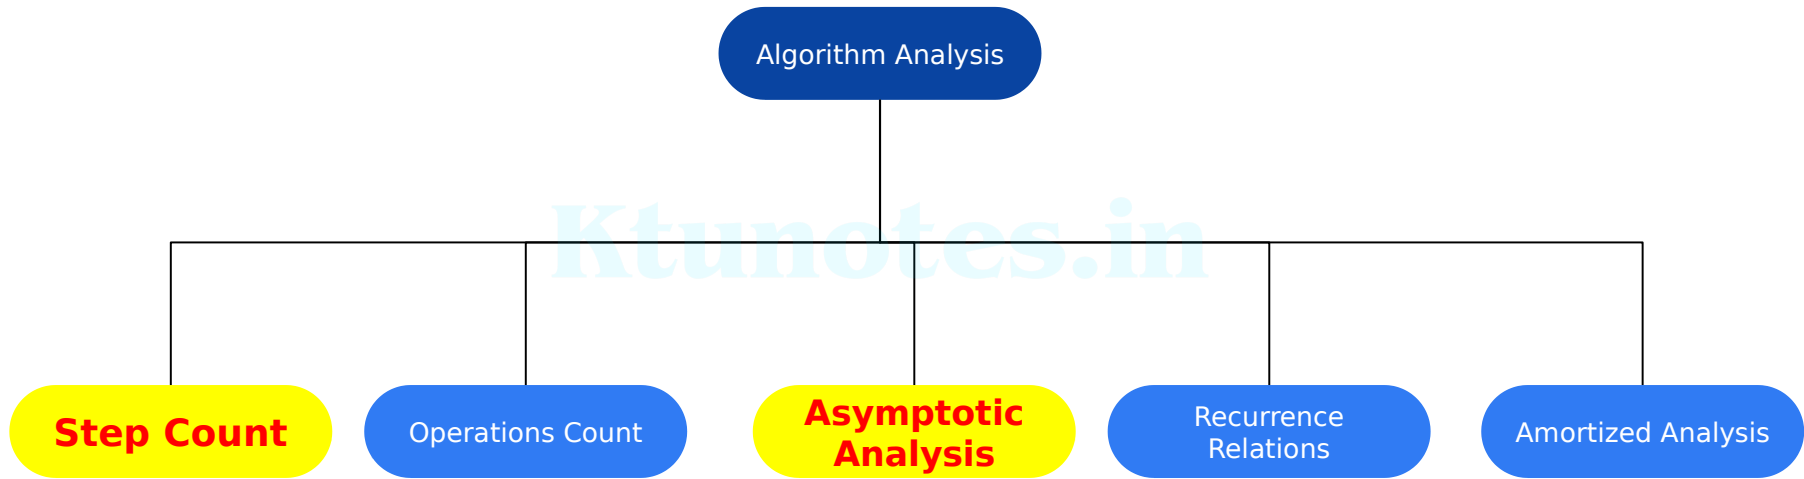 Algorithm Analysis
Ktunotes.in
Step Count
Operations Count
Asymptotic
Analysis
Recurrence
Relations
Amortized Analysis